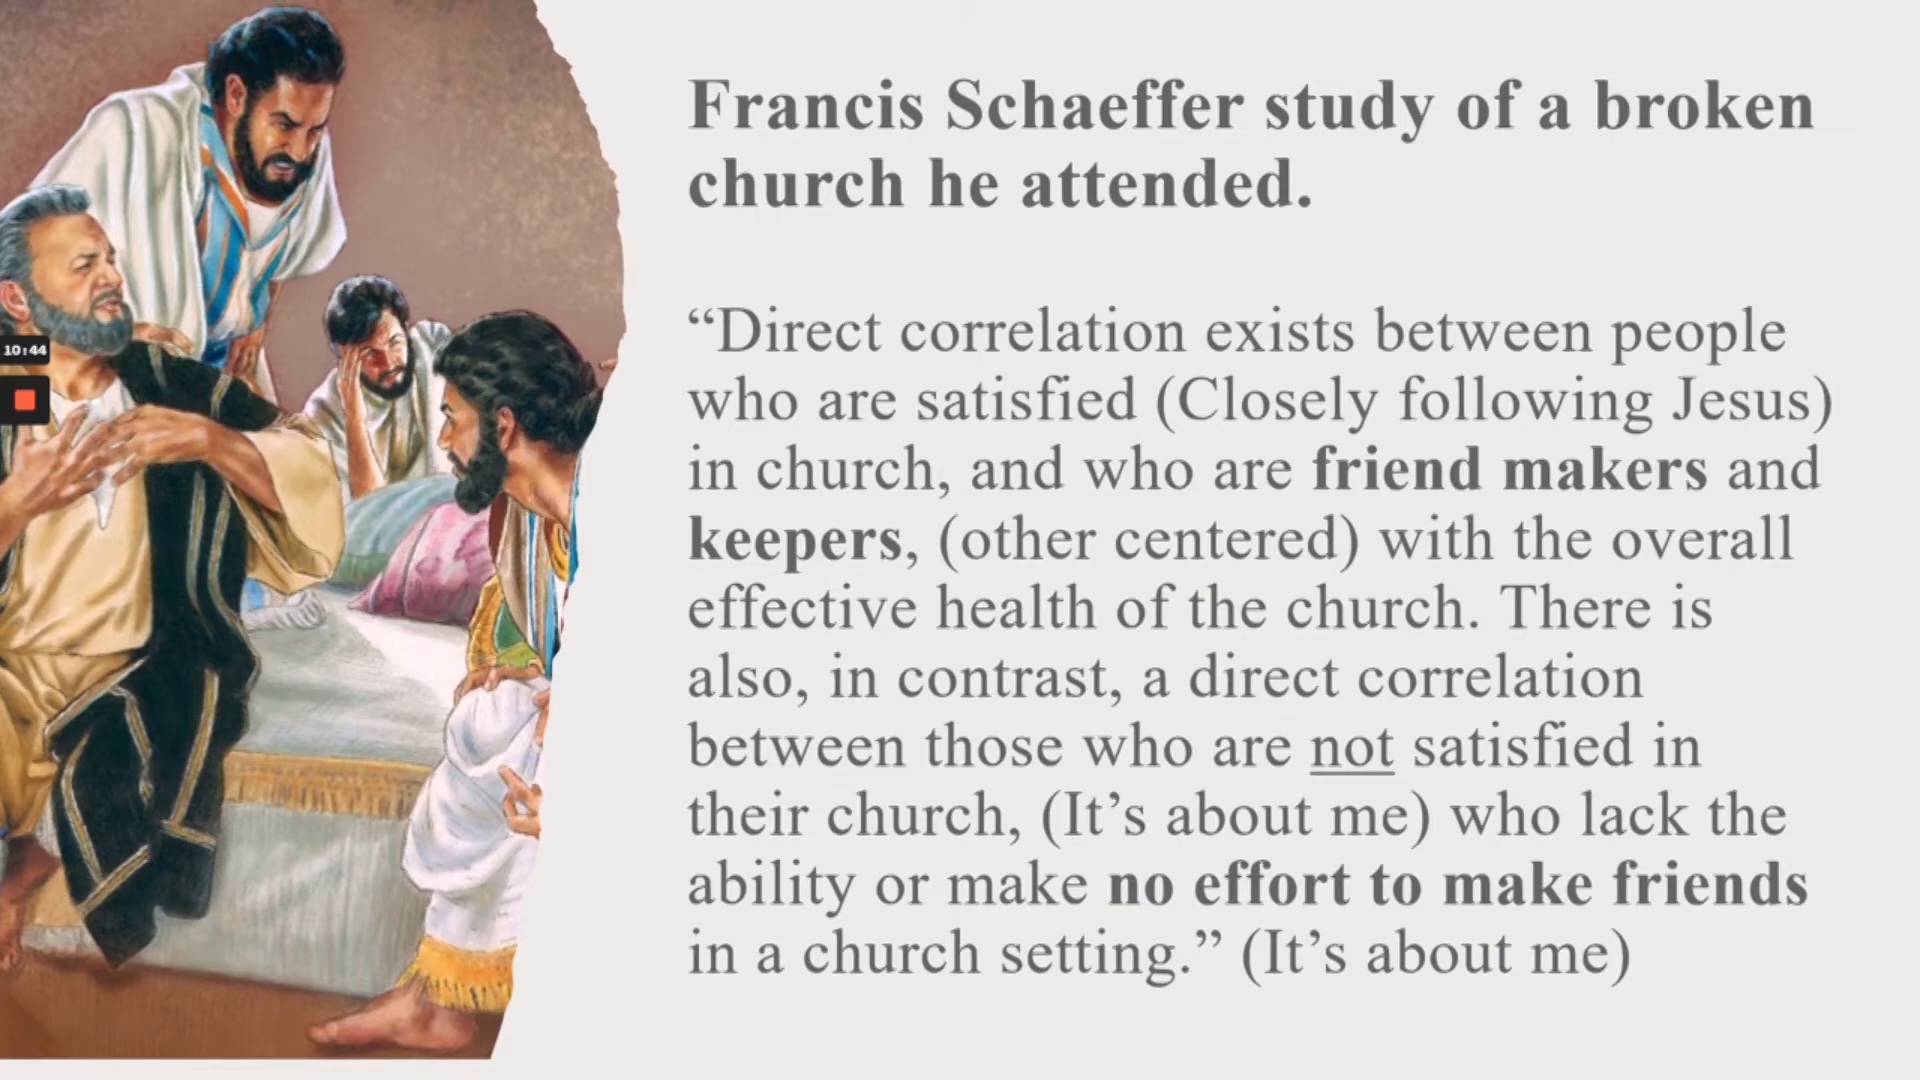 Francis Schaeffer study of a broken
church he attended.
“Direct correlation exists between people
who are satisfied (Closely following Jesus)
in church, and who are friend makers and
keepers, (other centered) with the overall
effective health of the church. There is
also, in contrast, a direct correlation
between those who are not satisfied in
their church, (It’s about me) who lack the
ability or make no effort to make friends
in a church setting.” (It’s about me)
10:44